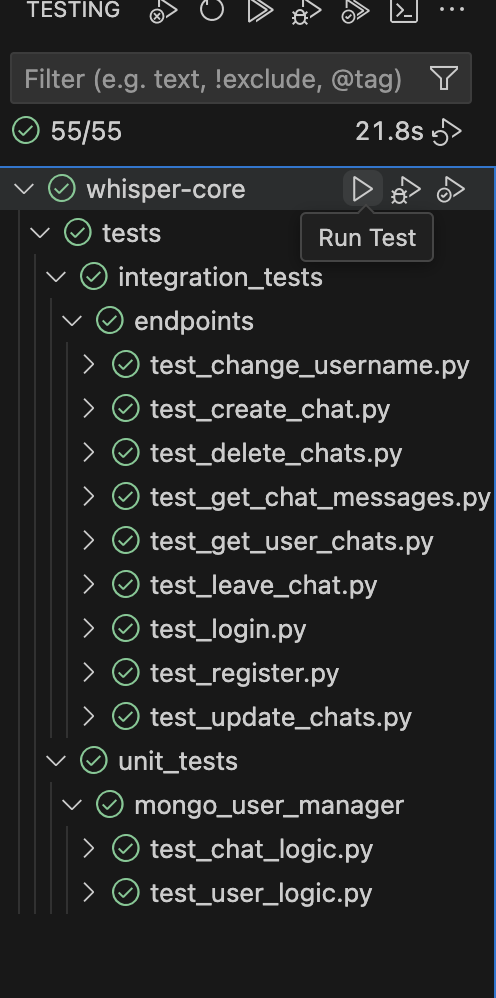 TESTING
Filter (e.g. text, !exclude, @tag)
55/55 21.8s
whisper-core
Run Test
tests
integration_tests
endpoints
test_change_username.py
test_create_chat.py
test_delete_chats.py
test_get_chat_messages.py
test_get_user_chats.py
test_leave_chat.py
test_login.py
test_register.py
test_update_chats.py
unit_tests
mongo_user_manager
test_chat_logic.py
test_user_logic.py